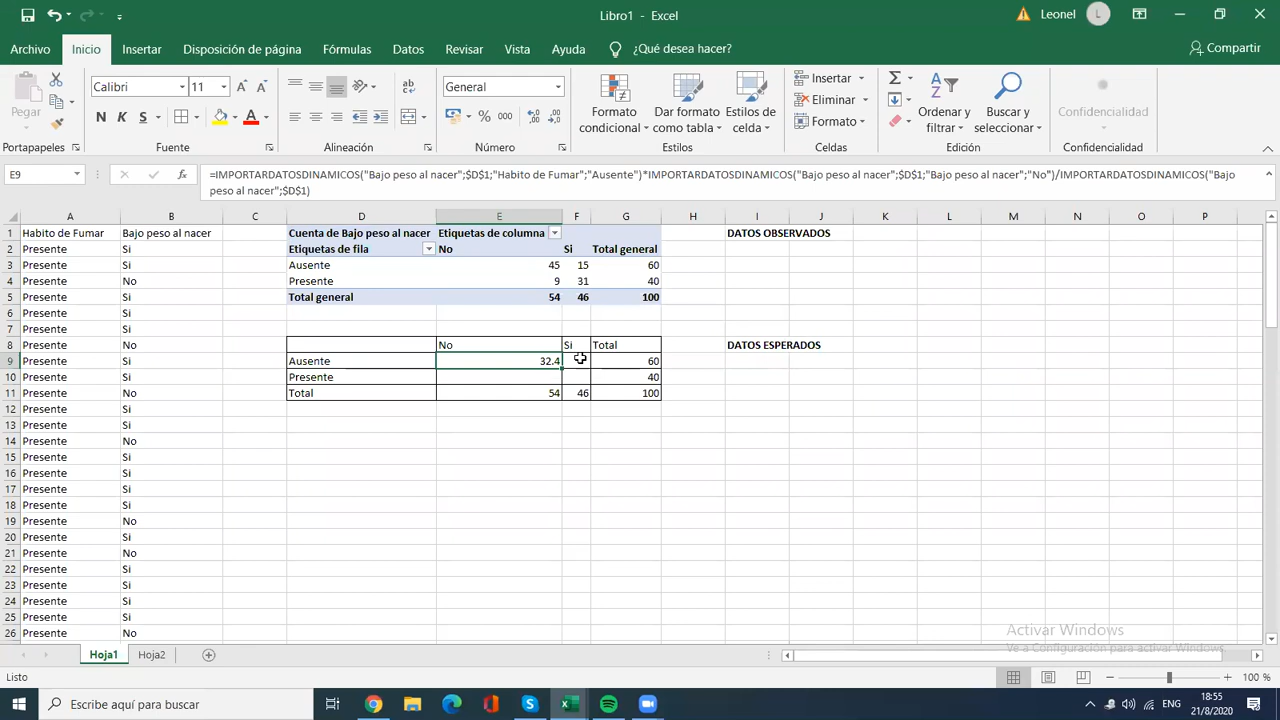 Libro1 - Excel
Leonel
L
Archivo Inicio Insertar Disposición de página Fórmulas Datos Revisar Vista Ayuda ¿Qué desea hacer? Compartir
Pegar
Calibri 11
N K S
General
% 000
Formato condicional
Dar formato como tabla
Estilos de celda
Insertar
Eliminar
Formato
Ordenar y filtrar
Buscar y seleccionar
Confidencialidad
Portapapeles Fuente Alineación Número Estilos Celdas Edición Confidencialidad
E9
=IMPORTARDATOSDINAMICOS("Bajo peso al nacer";$D$1;"Habito de Fumar";"Ausente")*IMPORTARDATOSDINAMICOS("Bajo peso al nacer";$D$1;"Bajo peso al nacer";"No")/IMPORTARDATOSDINAMICOS("Bajo
peso al nacer";$D$1)
A B C D E F G H I J K L M N O P
1 Habito de Fumar Bajo peso al nacer Cuenta de Bajo peso al nacer Etiquetas de columna DATOS OBSERVADOS
2 Presente Si Etiquetas de fila No Si Total general
3 Presente Si Ausente 45 15 60
4 Presente No Presente 9 31 40
5 Presente Si Total general 54 46 100
6 Presente Si
7 Presente Si
8 Presente No No Si Total DATOS ESPERADOS
9 Presente Si Ausente 32.4 60
10 Presente Si Presente 40
11 Presente No Total 54 46 100
12 Presente Si
13 Presente Si
14 Presente No
15 Presente Si
16 Presente Si
17 Presente Si
18 Presente Si
19 Presente No
20 Presente Si
21 Presente No
22 Presente Si
23 Presente Si
24 Presente Si
25 Presente Si
26 Presente No
Activar Windows
Ve a Configuración para activar Windows.
Hoja1 Hoja2
Listo
100 %
Escribe aquí para buscar
ENG
18:55
21/8/2020